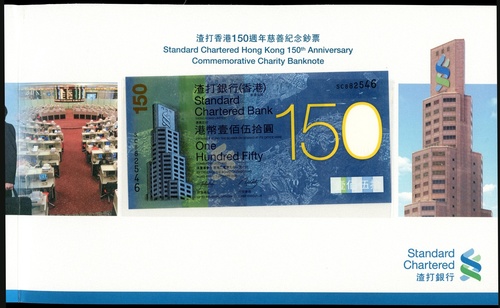 渣打香港150週年慈善紀念鈔票
Standard Chartered Hong Kong 150th Anniversary
Commemorative Charity Banknote
150
渣打銀行(香港)
Standard
Chartered Bank
港幣壹佰伍拾圓
One
Hundred Fifty
150
Standard
Chartered
渣打銀行